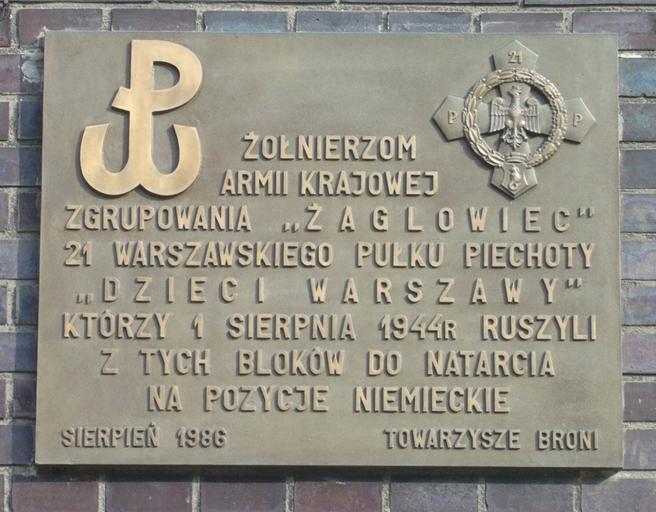 21
P P
ŻOŁNIERZOM
ARMII KRAJOWEJ
ZGRUPOWANIA „ŻAGLOWIEC”
21 WARSZAWSKIEGO PUŁKU PIECHOTY
„DZIECI WARSZAWY”
KTÓRZY 1 SIERPNIA 1944R RUSZYLI
Z TYCH BLOKÓW DO NATARCIA
NA POZYCJE NIEMIECKIE
SIERPIEŃ 1986 TOWARZYSZE BRONI